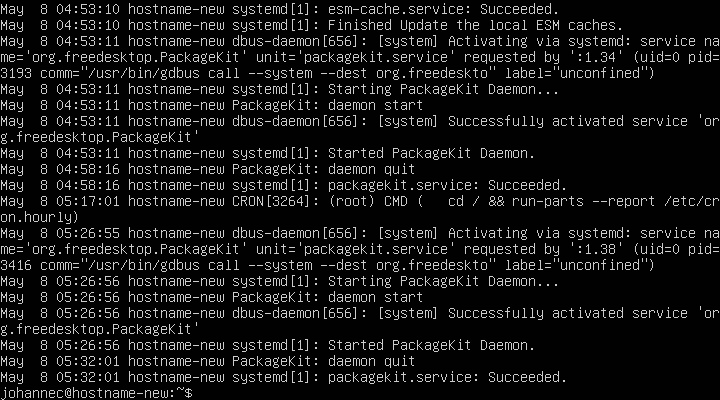 May  8 04:53:10 hostname-new systemd[1]: esm-cache.service: Succeeded.
May  8 04:53:10 hostname-new systemd[1]: Finished Update the local ESM caches.
May  8 04:53:11 hostname-new dbus-daemon[656]: [system] Activating via systemd: service na
me='org.freedesktop.PackageKit' unit='packagekit.service' requested by ':1.34' (uid=0 pid=
3193 comm="/usr/bin/gdbus call --system --dest org.freedeskto" label="unconfined")
May  8 04:53:11 hostname-new systemd[1]: Starting PackageKit Daemon...
May  8 04:53:11 hostname-new PackageKit: daemon start
May  8 04:53:11 hostname-new dbus-daemon[656]: [system] Successfully activated service 'or
g.freedesktop.PackageKit'
May  8 04:53:11 hostname-new systemd[1]: Started PackageKit Daemon.
May  8 04:58:16 hostname-new PackageKit: daemon quit
May  8 04:58:16 hostname-new systemd[1]: packagekit.service: Succeeded.
May  8 05:17:01 hostname-new CRON[3264]: (root) CMD (   cd / && run-parts --report /etc/cr
on.hourly)
May  8 05:26:55 hostname-new dbus-daemon[656]: [system] Activating via systemd: service na
me='org.freedesktop.PackageKit' unit='packagekit.service' requested by ':1.38' (uid=0 pid=
3416 comm="/usr/bin/gdbus call --system --dest org.freedeskto" label="unconfined")
May  8 05:26:56 hostname-new systemd[1]: Starting PackageKit Daemon...
May  8 05:26:56 hostname-new PackageKit: daemon start
May  8 05:26:56 hostname-new dbus-daemon[656]: [system] Successfully activated service 'or
g.freedesktop.PackageKit'
May  8 05:26:56 hostname-new systemd[1]: Started PackageKit Daemon.
May  8 05:32:01 hostname-new PackageKit: daemon quit
May  8 05:32:01 hostname-new systemd[1]: packagekit.service: Succeeded.
johannec@hostname-new:~$